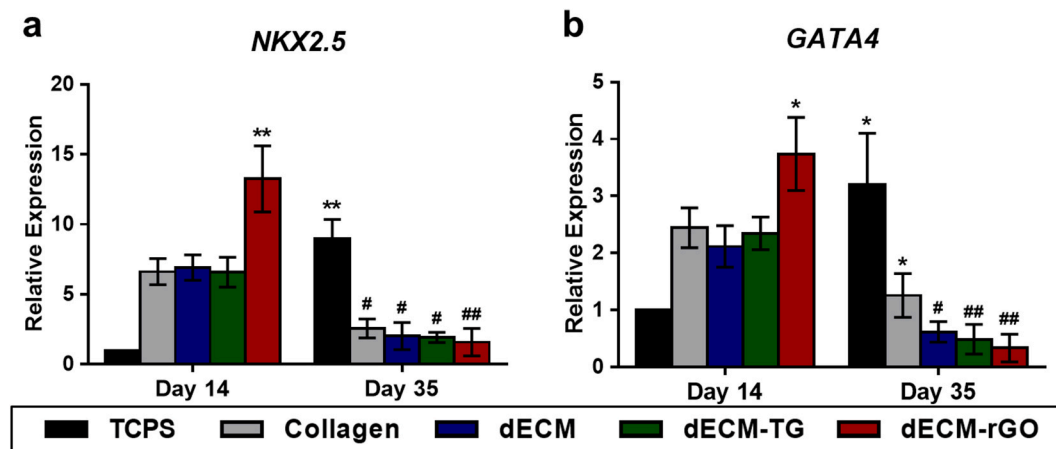 a
NKX2.5
Relative Expression
20
15
10
5
0
**
**
#
#
#
##
Day 14
Day 35
b
GATA4
Relative Expression
5
4
3
2
1
0
*
*
*
#
##
##
Day 14
Day 35
TCPS Collagen dECM dECM-TG dECM-rGO